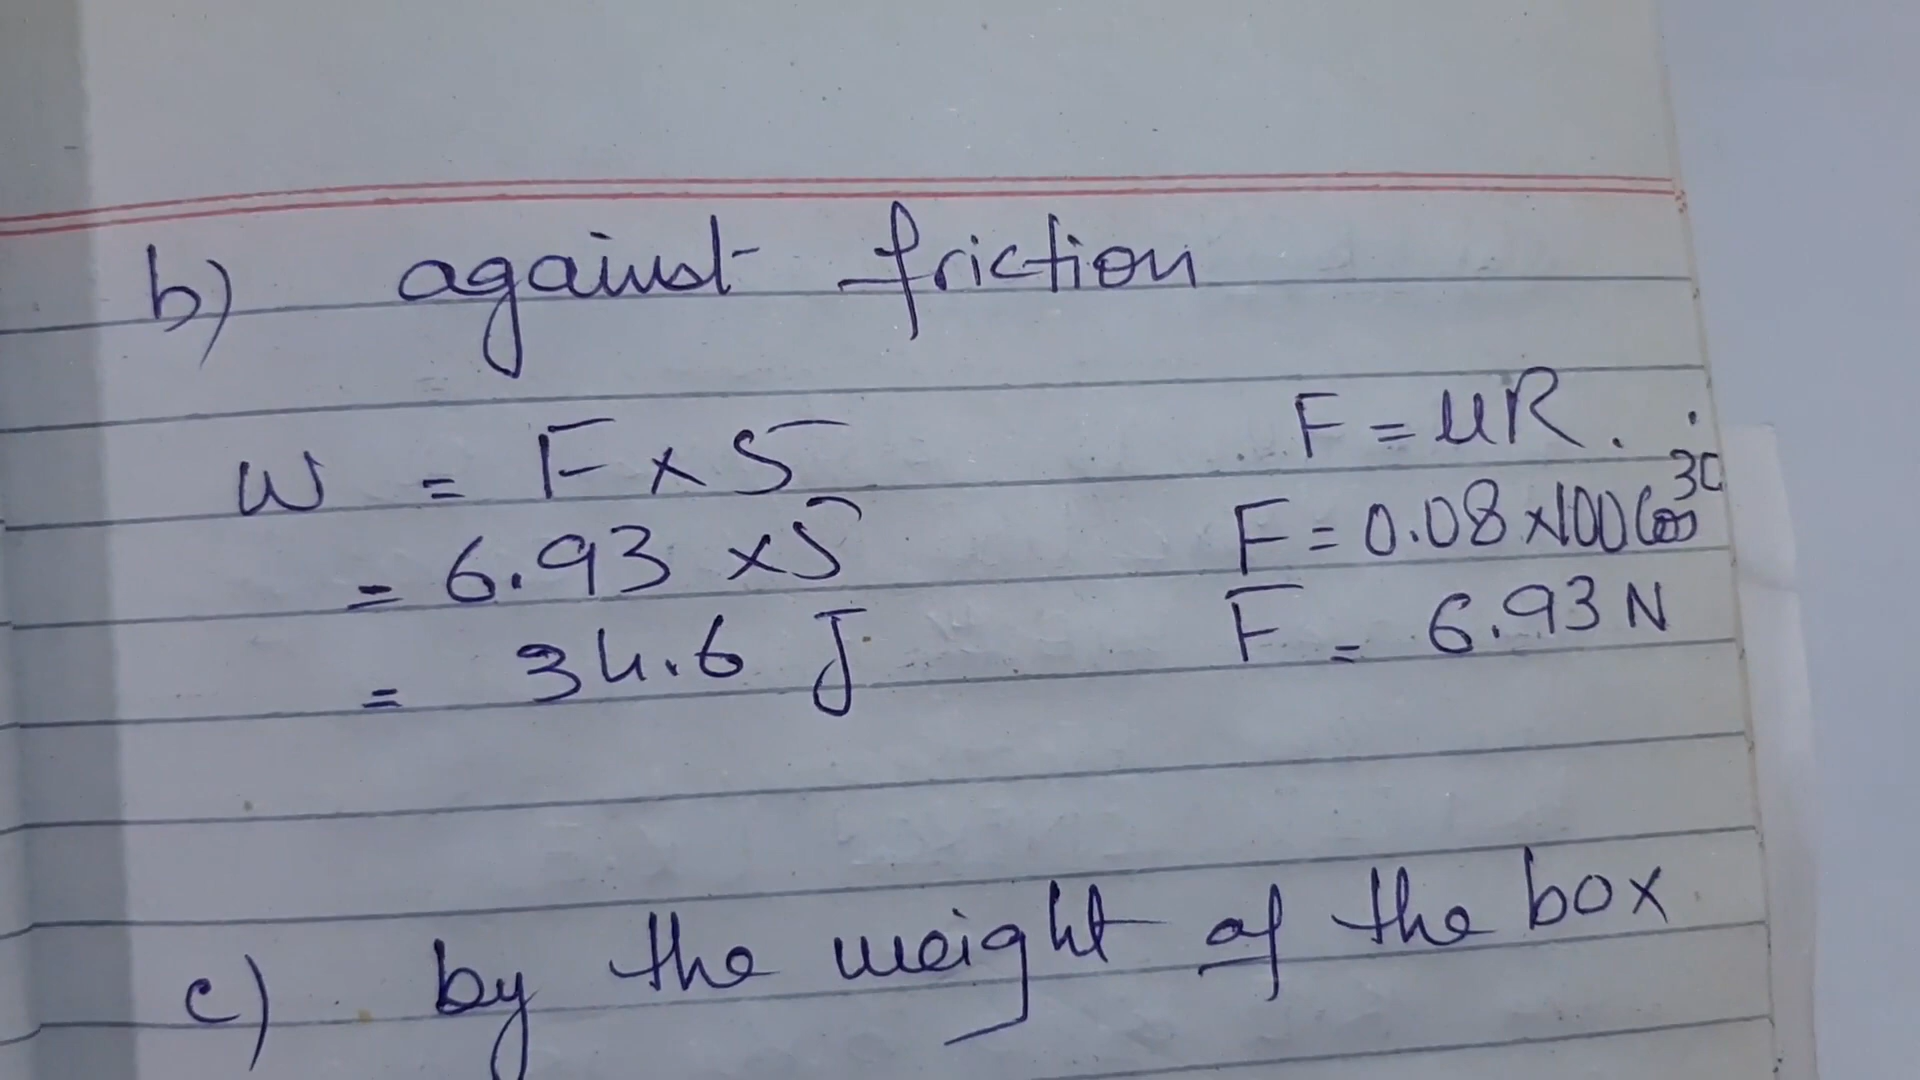 b) against friction
W = F x S
= 6.93 x 5
= 34.6 J
F = μR.
F = 0.08 x 100 Cos 30
F = 6.93 N
c) by the weight of the box